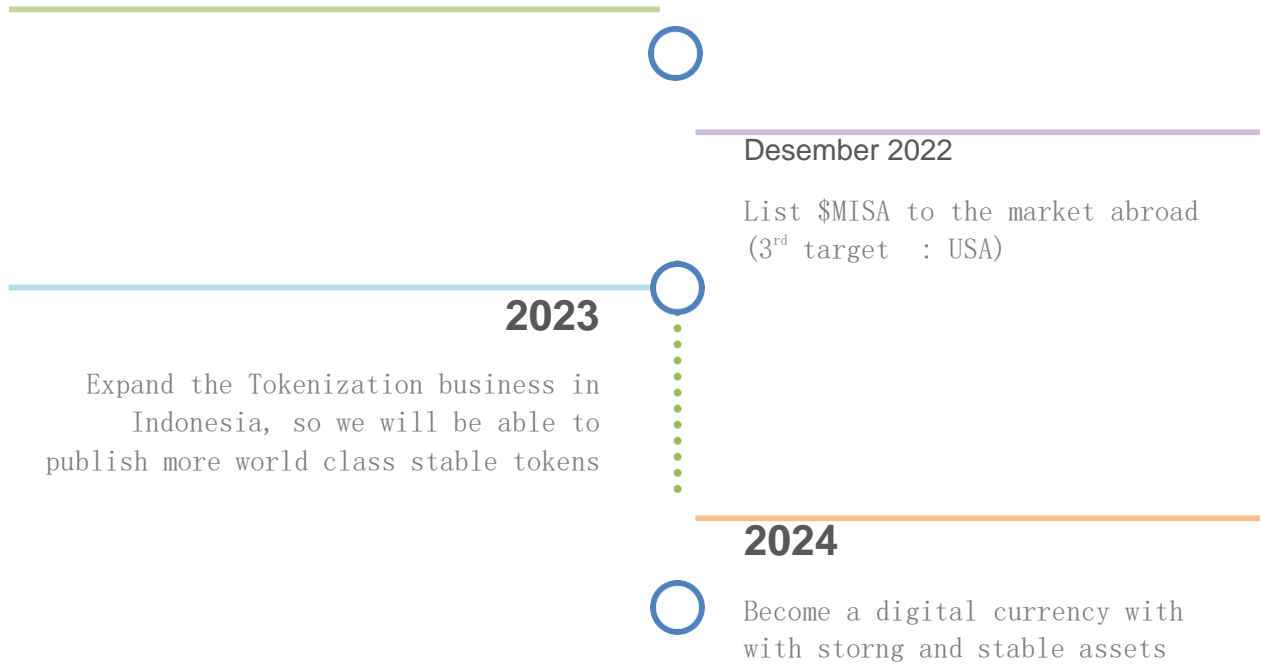 Desember 2022
List $MISA to the market abroad
(3rd target : USA)
2023
Expand the Tokenization business in
Indonesia, so we will be able to
publish more world class stable tokens
2024
Become a digital currency with
with storng and stable assets